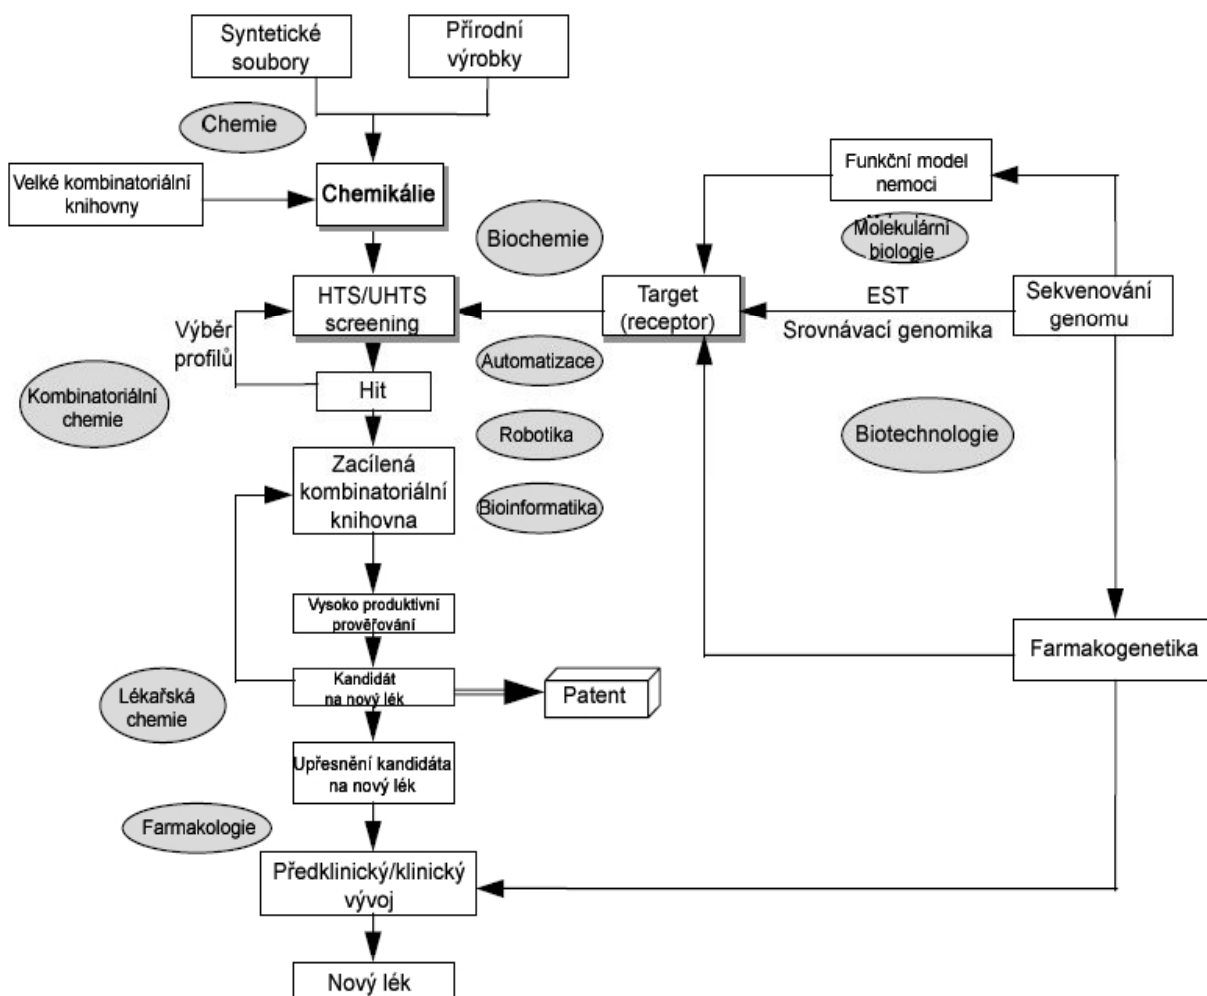 Syntetické
soubory
Přírodní
výrobky
Chemie
Velké kombinatoriální
knihovny
Chemikálie
Funkční model
nemoci
Molekulární
biologie
Biochemie
HTS/UHTS
screening
Target
(receptor)
EST
Srovnávací genomika
Sekvenování
genomu
Výběr
profilů
Automatizace
Hit
Kombinatoriální
chemie
Robotika
Biotechnologie
Zacílená
kombinatoriální
knihovna
Bioinformatika
Vysoko produktivní
prověřování
Farmakogenetika
Kandidát
na nový lék
Patent
Lékařská
chemie
Upřesnění kandidáta
na nový lék
Farmakologie
Předklinický/klinický
vývoj
Nový lék